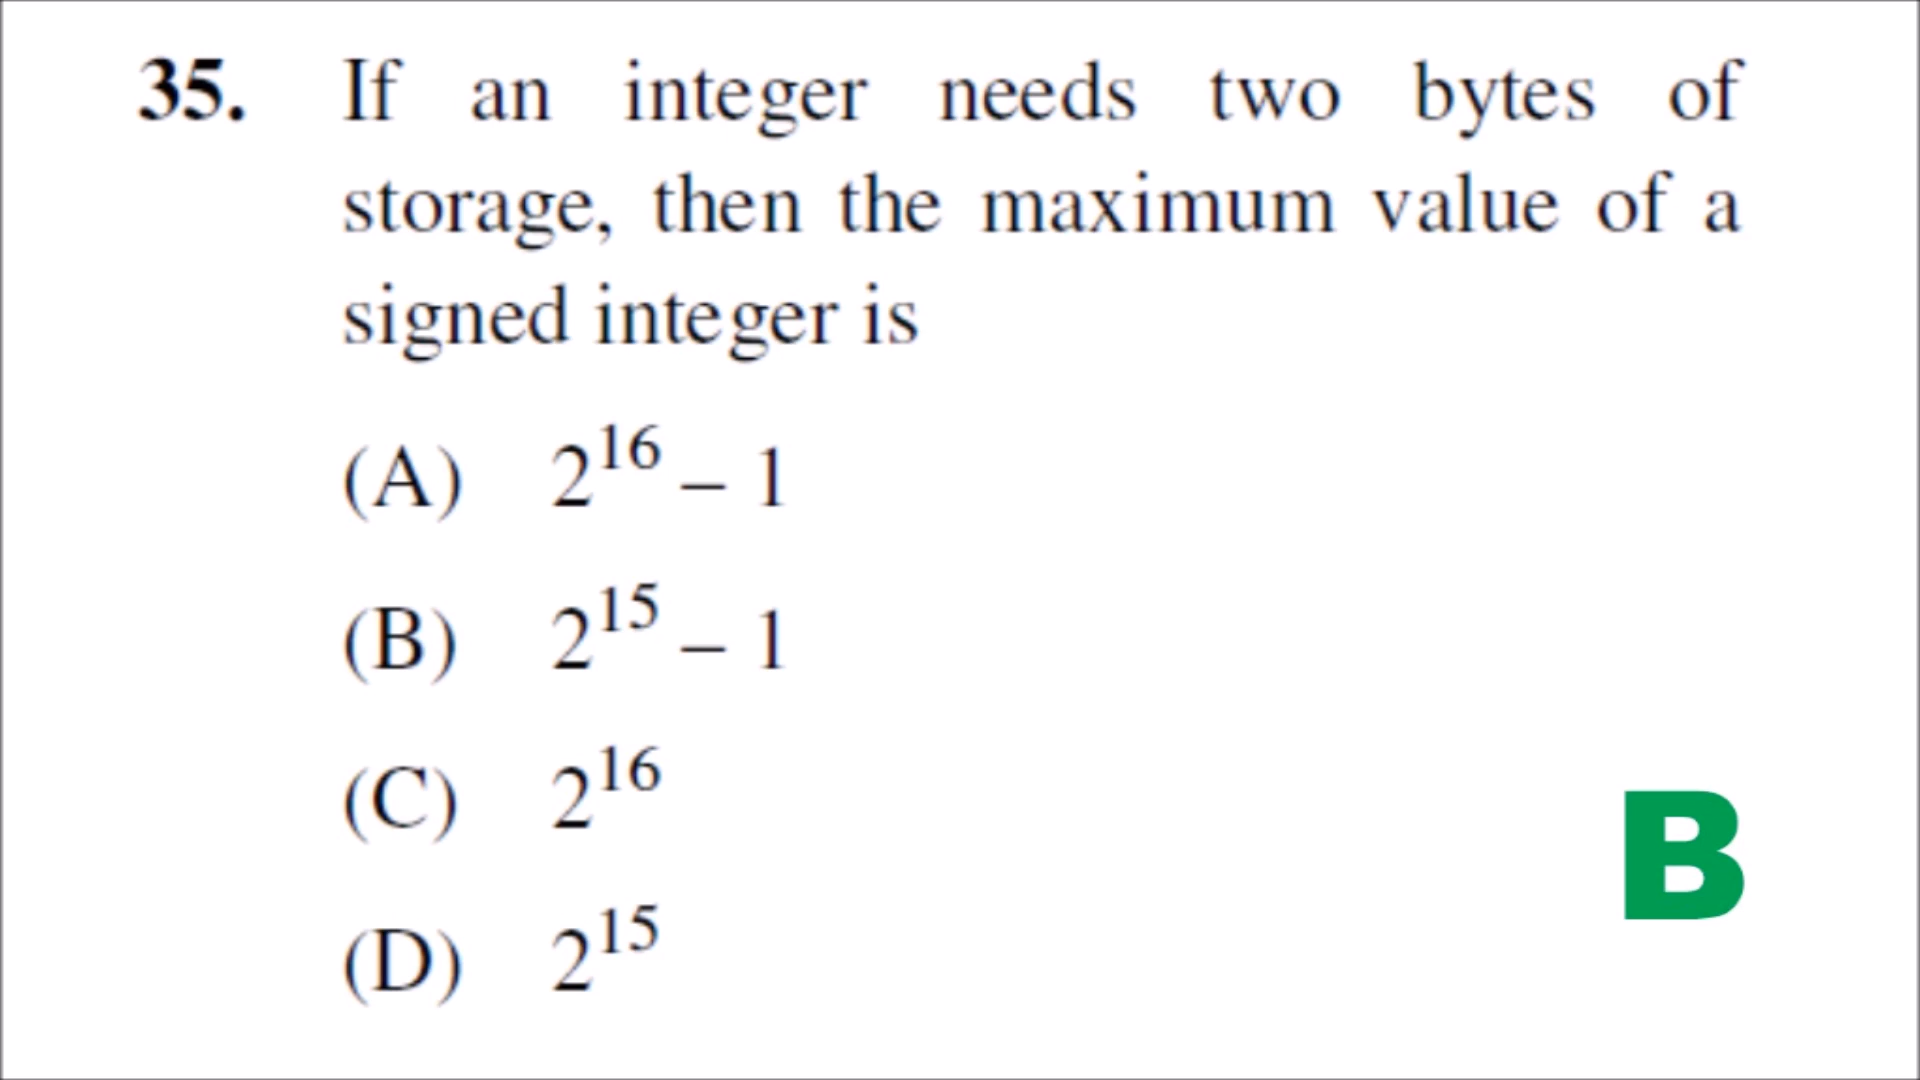 35. If an integer needs two bytes of
storage, then the maximum value of a
signed integer is
(A) 2^16 – 1
(B) 2^15 – 1
(C) 2^16
(D) 2^15
B